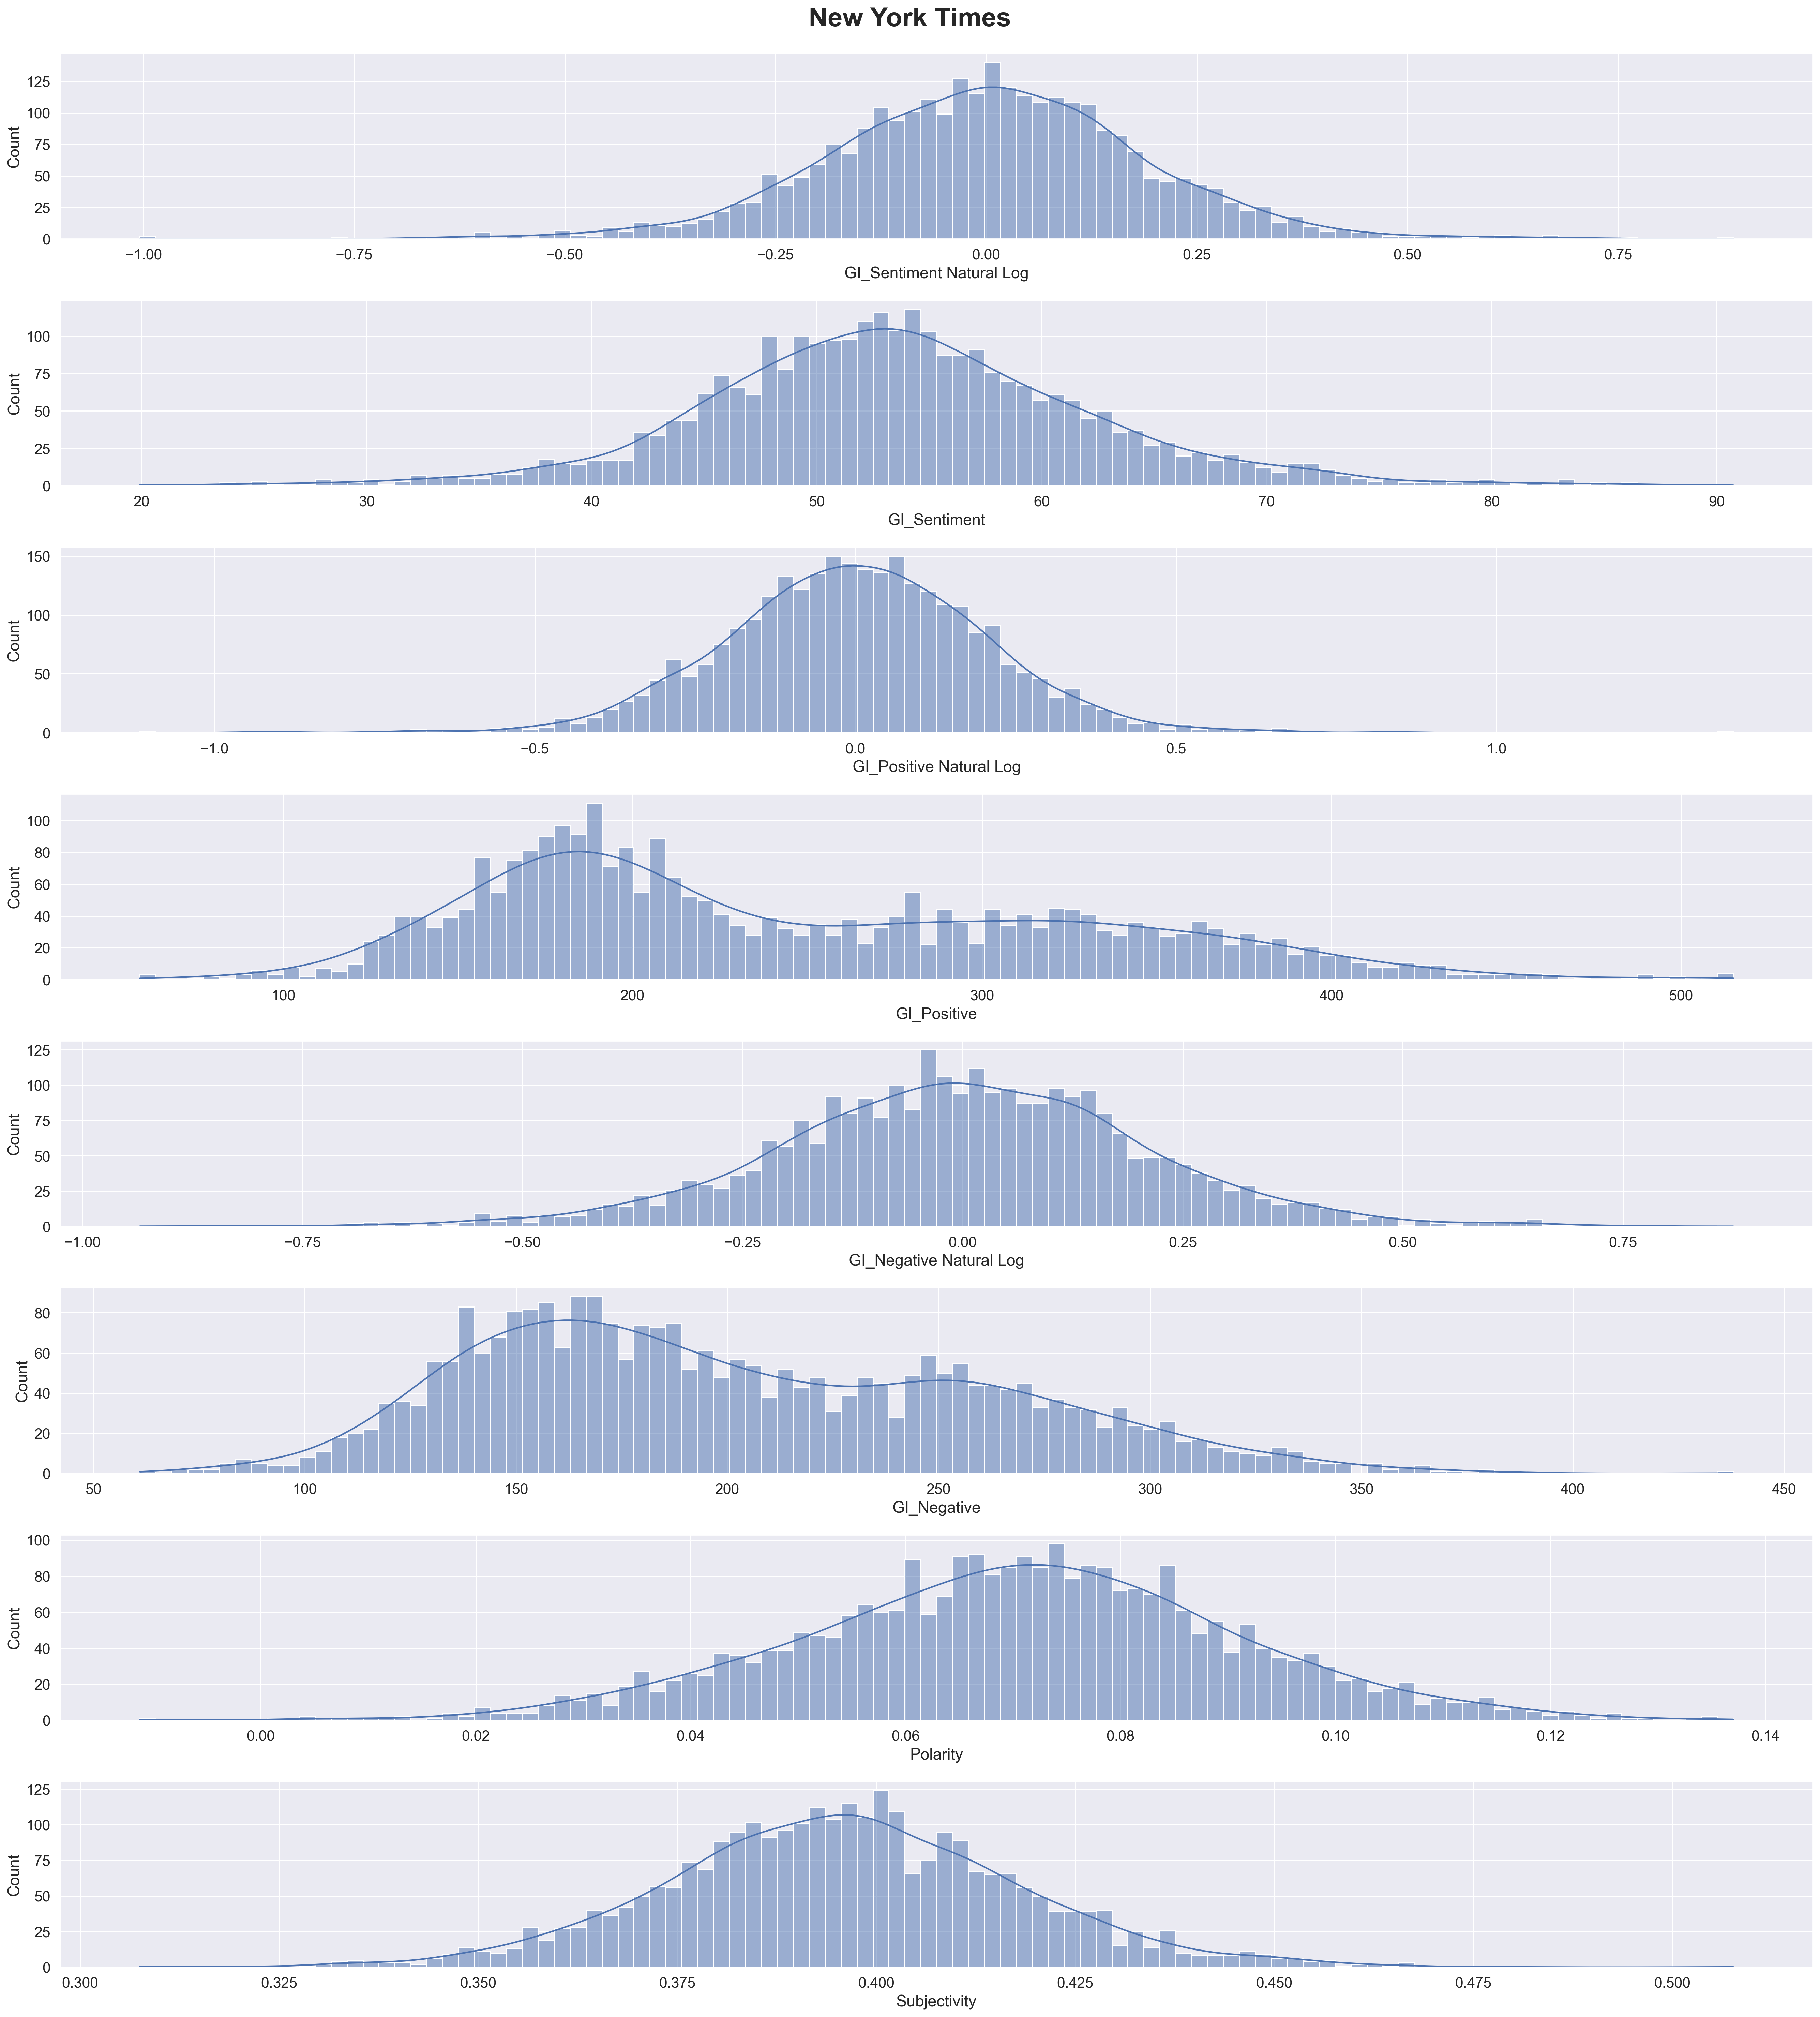 New York Times
125
100
75
50
25
0
Count
−1.00 −0.75 −0.50 −0.25 0.00 0.25 0.50 0.75
GI_Sentiment Natural Log
100
75
50
25
0
Count
20 30 40 50 60 70 80 90
GI_Sentiment
150
100
50
0
Count
−1.0 −0.5 0.0 0.5 1.0
GI_Positive Natural Log
100
80
60
40
20
0
Count
100 200 300 400 500
GI_Positive
125
100
75
50
25
0
Count
−1.00 −0.75 −0.50 −0.25 0.00 0.25 0.50 0.75
GI_Negative Natural Log
80
60
40
20
0
Count
50 100 150 200 250 300 350 400 450
GI_Negative
100
80
60
40
20
0
Count
0.00 0.02 0.04 0.06 0.08 0.10 0.12 0.14
Polarity
125
100
75
50
25
0
Count
0.300 0.325 0.350 0.375 0.400 0.425 0.450 0.475 0.500
Subjectivity